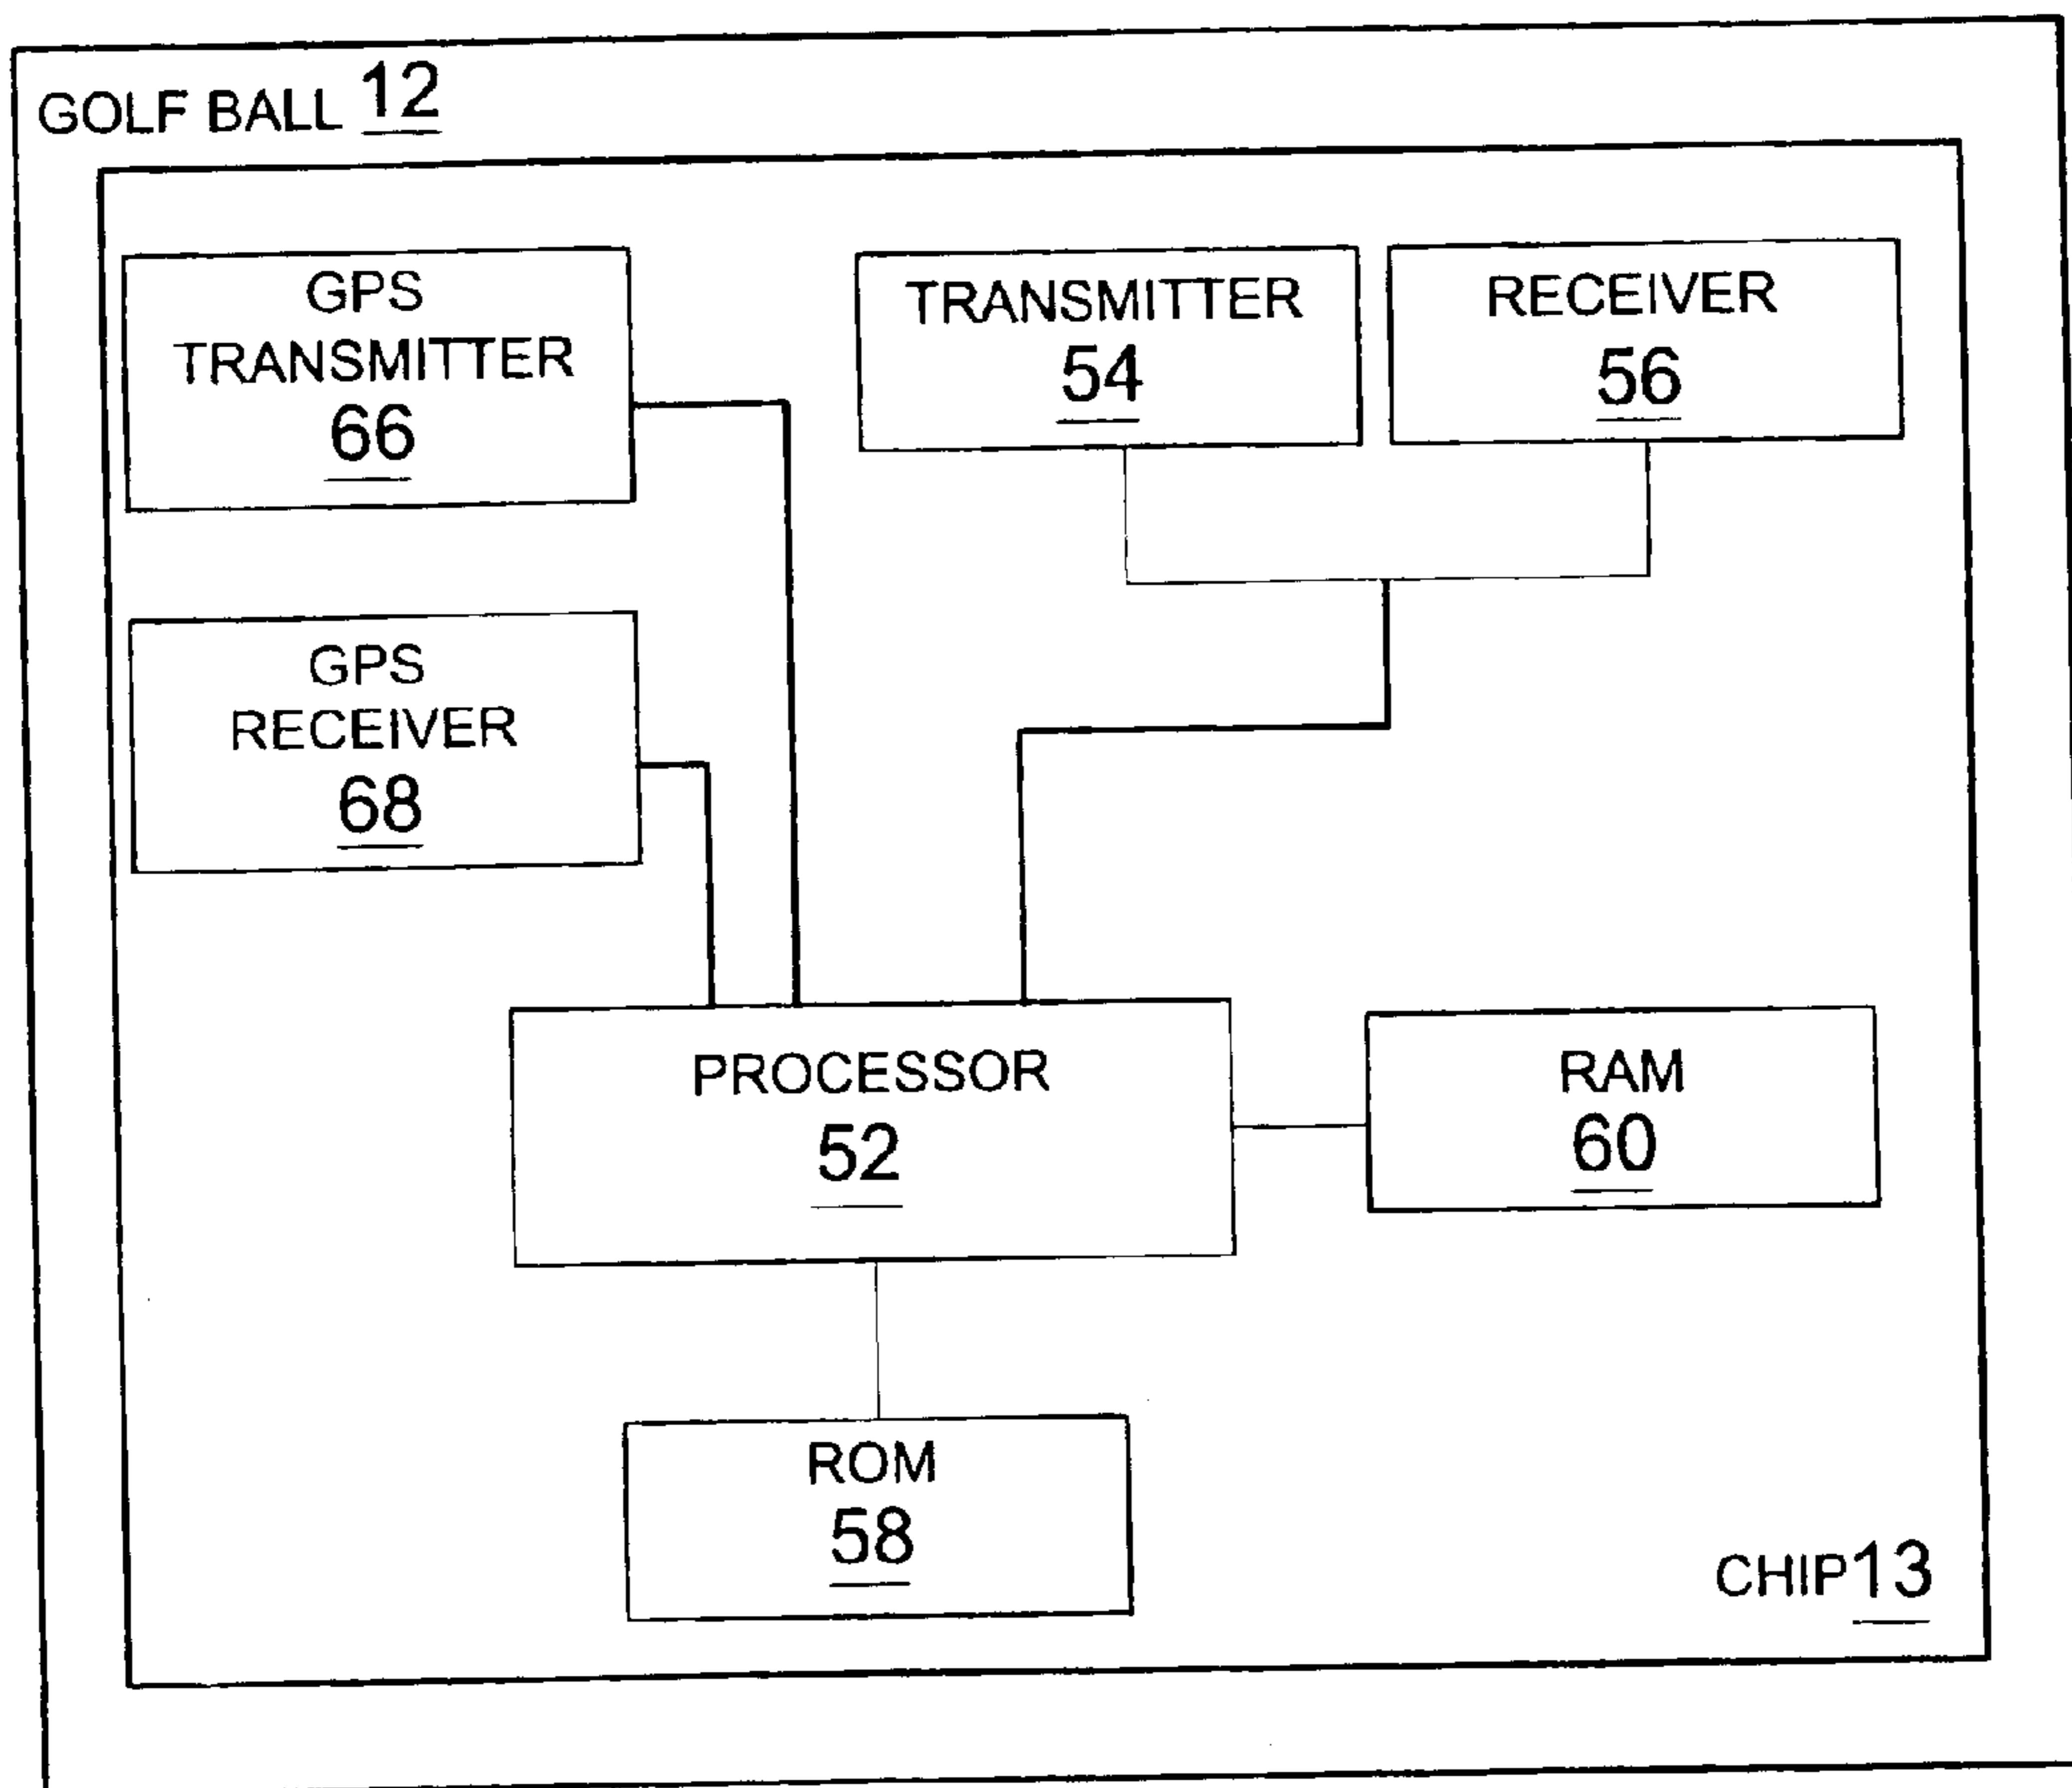 GOLF BALL 12
GPS
TRANSMITTER
66
TRANSMITTER
54
RECEIVER
56
GPS
RECEIVER
68
PROCESSOR
52
RAM
60
ROM
58
CHIP13